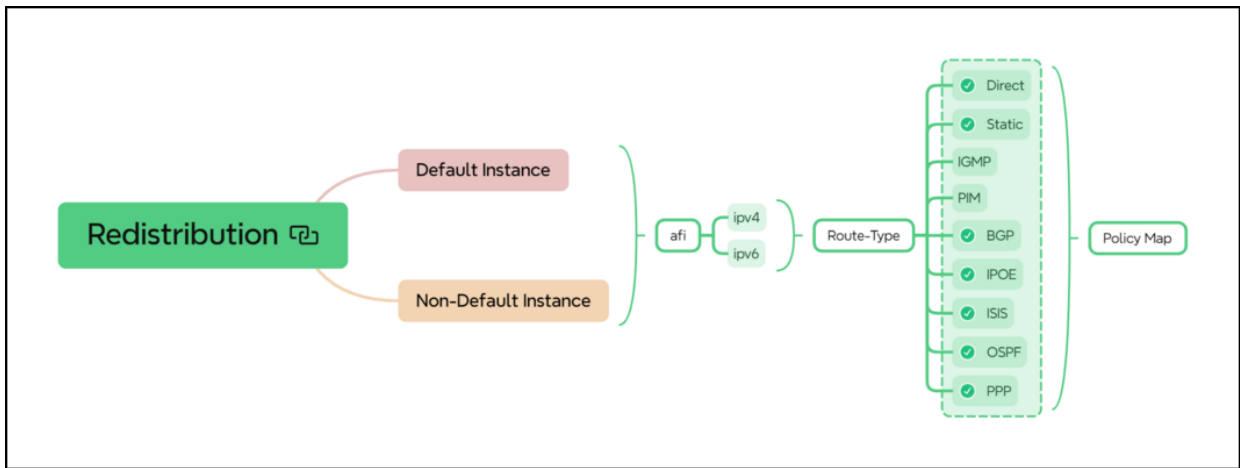 Redistribution
Default Instance
Non-Default Instance
afi
ipv4
ipv6
Route-Type
Direct
Static
IGMP
PIM
BGP
IPOE
ISIS
OSPF
PPP
Policy Map